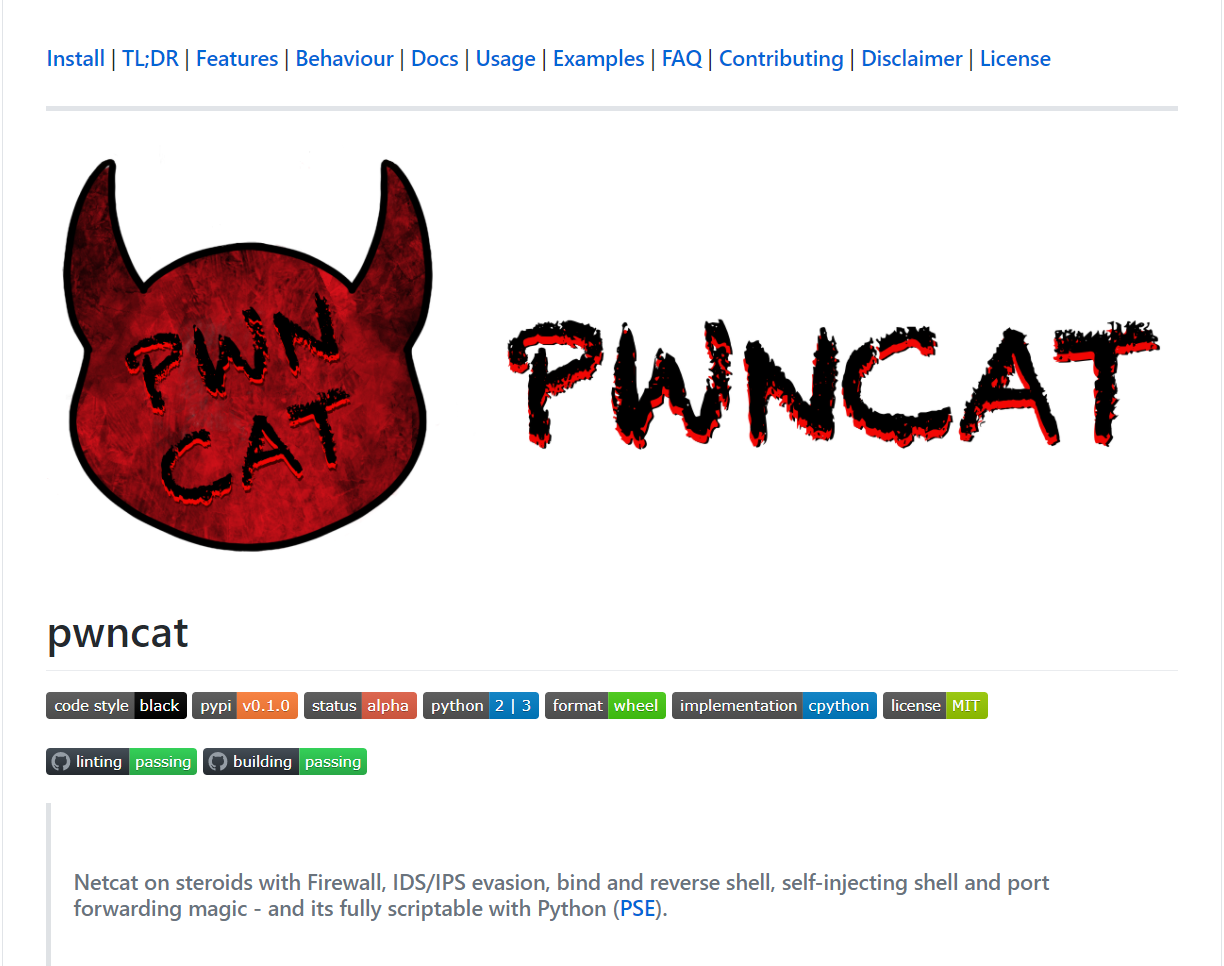 Install | TL;DR | Features | Behaviour | Docs | Usage | Examples | FAQ | Contributing | Disclaimer | License
PWN
CAT
PWNCAT
pwncat
code style black pypi v0.1.0 status alpha python 2 | 3 format wheel implementation cpython license MIT
linting passing building passing
Netcat on steroids with Firewall, IDS/IPS evasion, bind and reverse shell, self-injecting shell and port
forwarding magic - and its fully scriptable with Python (PSE).